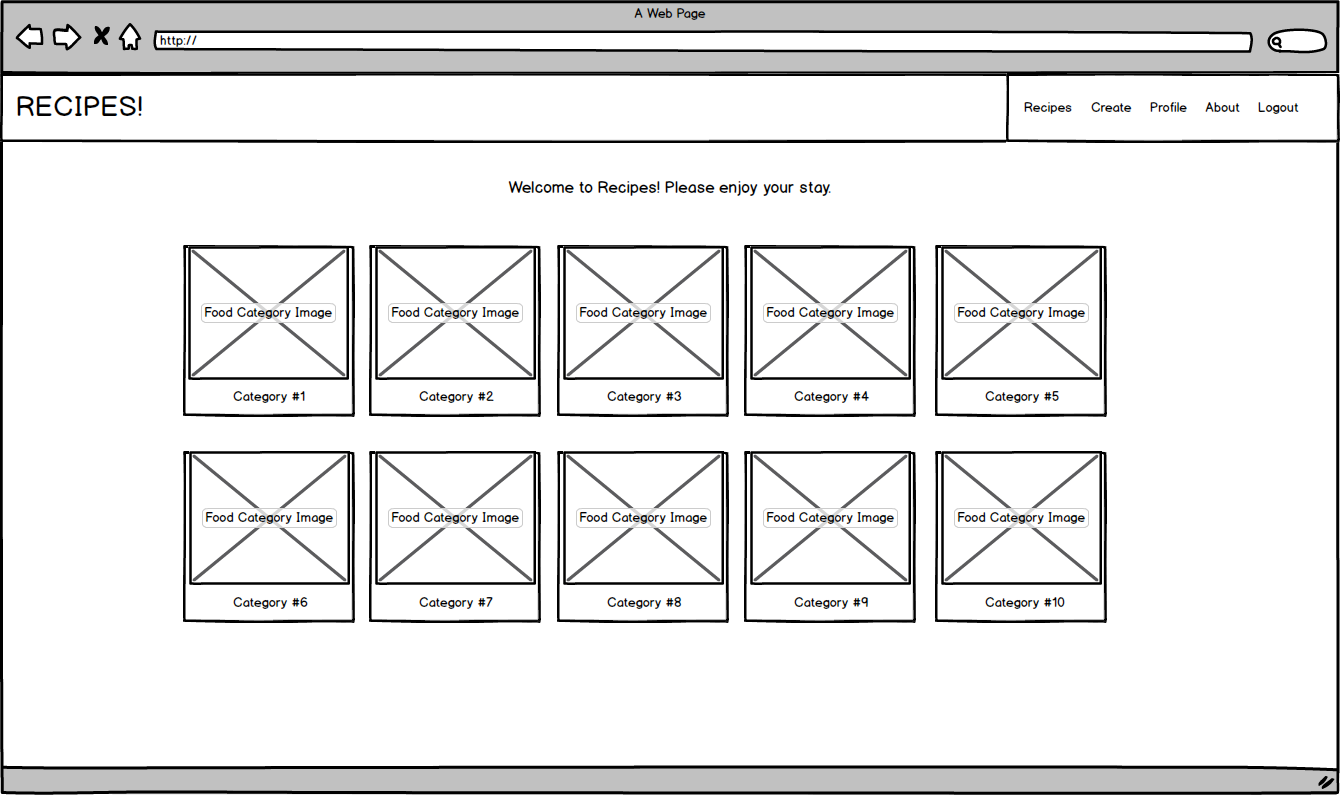 A Web Page
http://
RECIPES!
Recipes Create Profile About Logout
Welcome to Recipes! Please enjoy your stay.
Food Category Image Food Category Image Food Category Image Food Category Image Food Category Image
Category #1 Category #2 Category #3 Category #4 Category #5
Food Category Image Food Category Image Food Category Image Food Category Image Food Category Image
Category #6 Category #7 Category #8 Category #9 Category #10